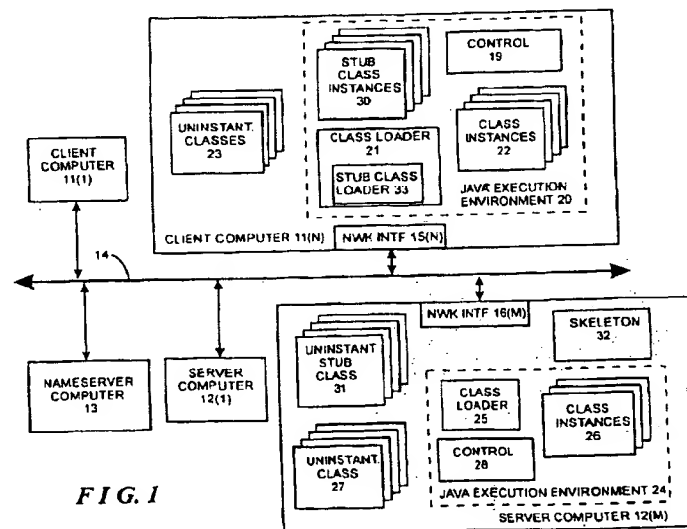 STUB
CLASS
INSTANCES
30
CONTROL
19
UNINSTANT.
CLASSES
23
CLASS LOADER
21
STUB CLASS
LOADER 33
CLASS
INSTANCES
22
JAVA EXECUTION
ENVIRONMENT 20
CLIENT
COMPUTER
11(1)
CLIENT COMPUTER 11(N)
NWK INTF 15(N)
14
NWK INTF 16(M)
NAMESERVER
COMPUTER
13
SERVER
COMPUTER
12(1)
UNINSTANT
STUB
CLASS
31
SKELETON
32
CLASS
LOADER
25
CLASS
INSTANCES
26
UNINSTANT.
CLASS
27
CONTROL
28
JAVA EXECUTION ENVIRONMENT 24
SERVER COMPUTER 12(M)
FIG. 1